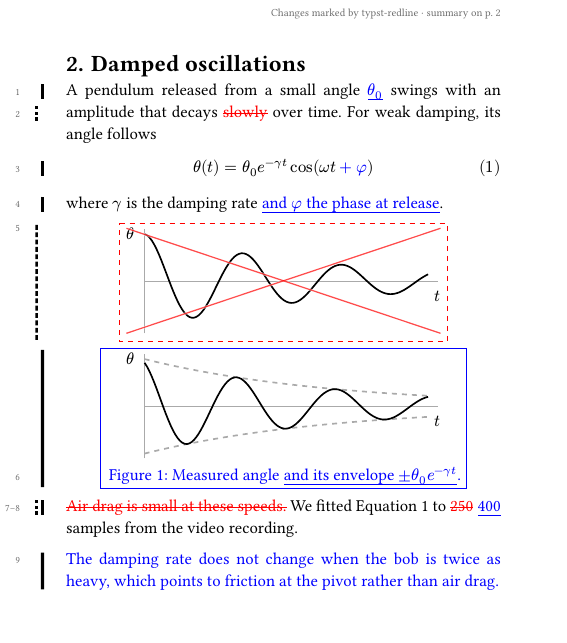 Changes marked by typst-redline · summary on p. 2
2. Damped oscillations
1 A pendulum released from a small angle θ₀ swings with an
2 amplitude that decays slowly over time. For weak damping, its
angle follows
3 θ(t) = θ₀e^{−γt} cos(ωt + φ) (1)
4 where γ is the damping rate and φ the phase at release.
5 θ
t
θ
t
6 Figure 1: Measured angle and its envelope ±θ₀e^{−γt}.
7–8 Air drag is small at these speeds. We fitted Equation 1 to 250 400
samples from the video recording.
9 The damping rate does not change when the bob is twice as
heavy, which points to friction at the pivot rather than air drag.